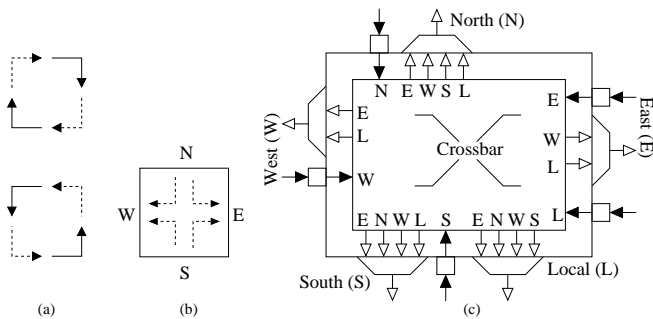 North (N)
N E W S L
E
L
W
West (W)
E
W
L
L
East (E)
Crossbar
E N W L S E N W S
South (S)
Local (L)
N
W
E
S
(a)
(b)
(c)